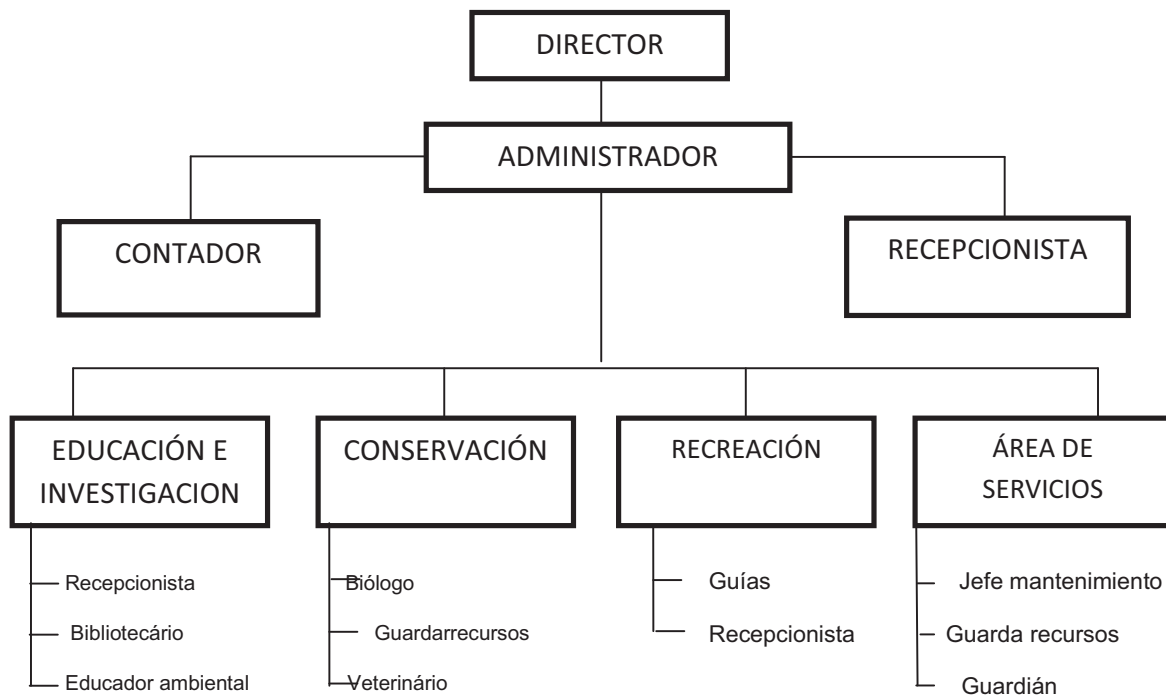 DIRECTOR
ADMINISTRADOR
CONTADOR
RECEPCIONISTA
EDUCACIÓN E
INVESTIGACION
CONSERVACIÓN
RECREACIÓN
ÁREA DE
SERVICIOS
Recepcionista
Bibliotecário
Educador ambiental
Biólogo
Guardarrecursos
Veterinário
Guías
Recepcionista
Jefe mantenimiento
Guarda recursos
Guardián